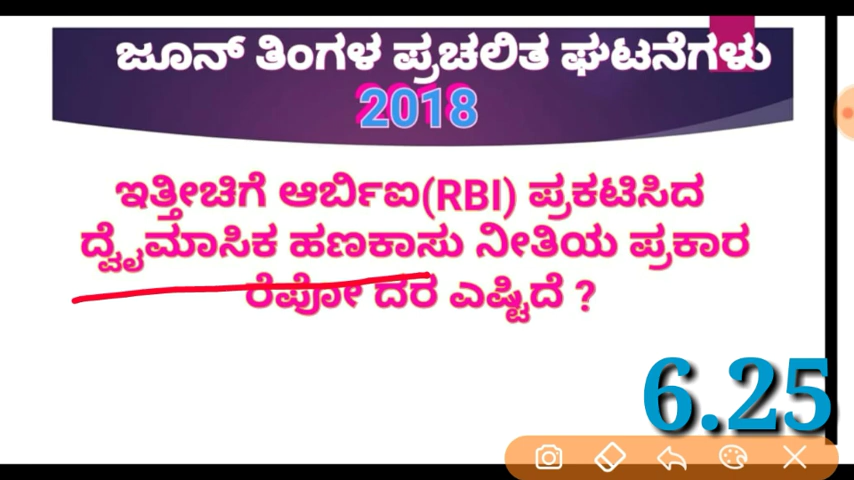 ಜೂನ್ ತಿಂಗಳ ಪ್ರಚಲಿತ ಘಟನೆಗಳು
2018
ಇತ್ತೀಚಿಗೆ ಆರ್ಬಿಐ(RBI) ಪ್ರಕಟಿಸಿದ
ದ್ವೈಮಾಸಿಕ ಹಣಕಾಸು ನೀತಿಯ ಪ್ರಕಾರ
ರೆಪೋ ದರ ಎಷ್ಟಿದೆ ?
6.25